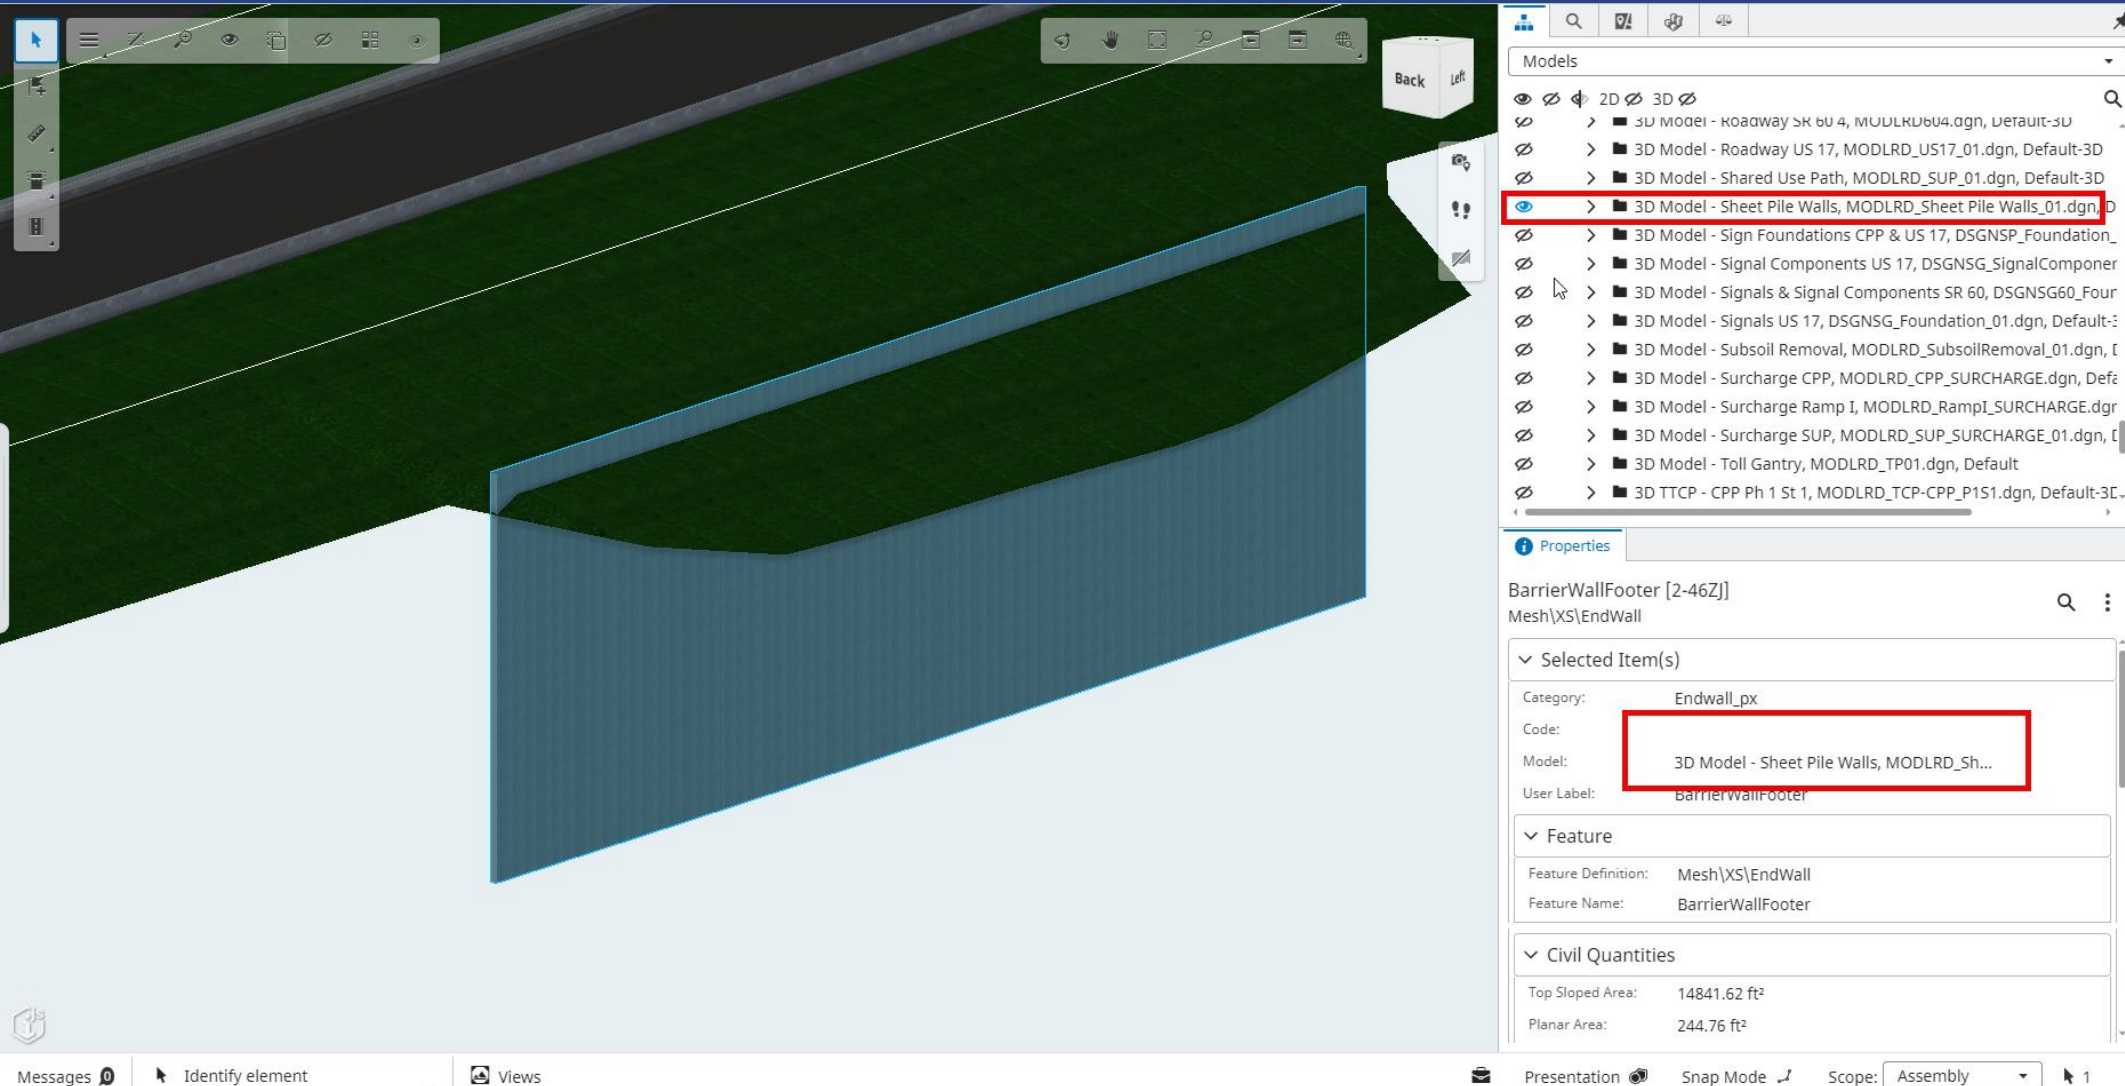 Back
Left
Models
2D 3D
3D Model - Roadway SR 60 4, MODLRD604.dgn, Default-3D
3D Model - Roadway US 17, MODLRD_US17_01.dgn, Default-3D
3D Model - Shared Use Path, MODLRD_SUP_01.dgn, Default-3D
3D Model - Sheet Pile Walls, MODLRD_Sheet Pile Walls_01.dgn, D
3D Model - Sign Foundations CPP & US 17, DSGNSP_Foundation_
3D Model - Signal Components US 17, DSGNSG_SignalComponer
3D Model - Signals & Signal Components SR 60, DSGNSG60_Four
3D Model - Signals US 17, DSGNSG_Foundation_01.dgn, Default-3
3D Model - Subsoil Removal, MODLRD_SubsoilRemoval_01.dgn, D
3D Model - Surcharge CPP, MODLRD_CPP_SURCHARGE.dgn, Defa
3D Model - Surcharge Ramp I, MODLRD_RampI_SURCHARGE.dgr
3D Model - Surcharge SUP, MODLRD_SUP_SURCHARGE_01.dgn, D
3D Model - Toll Gantry, MODLRD_TP01.dgn, Default
3D TTCP - CPP Ph 1 St 1, MODLRD_TCP-CPP_P1S1.dgn, Default-3D
Properties
BarrierWallFooter [2-46ZJ]
Mesh\XS\EndWall
Selected Item(s)
Category: Endwall_px
Code:
Model: 3D Model - Sheet Pile Walls, MODLRD_Sh...
User Label: BarrierWallFooter
Feature
Feature Definition: Mesh\XS\EndWall
Feature Name: BarrierWallFooter
Civil Quantities
Top Sloped Area: 14841.62 ft²
Planar Area: 244.76 ft²
Messages 0 Identify element Views Presentation Snap Mode Scope: Assembly 1